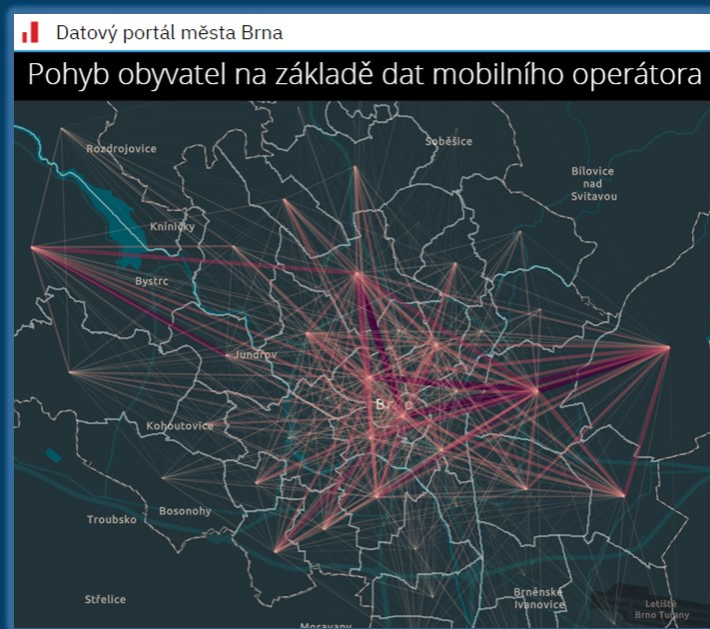 Datový portál města Brna
Pohyb obyvatel na základě dat mobilního operátora
Rozdrojovice
Soběšice
Bílovice
nad
Svitavou
Kníničky
Bystrc
Jundrov
Brno
Kohoutovice
Bosonohy
Troubsko
Střelice
Brněnské
Ivanovice
Letiště
Brno Tuřany
Moravany